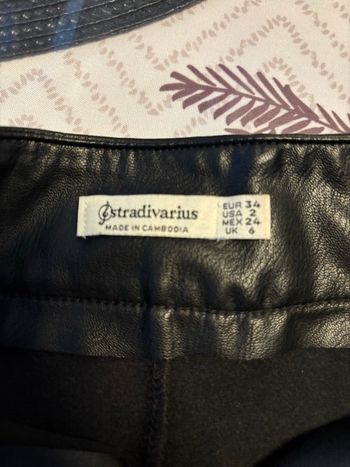 stradivarius
MADE IN CAMBODIA
EUR 34
USA 2
MEX 24
UK 6